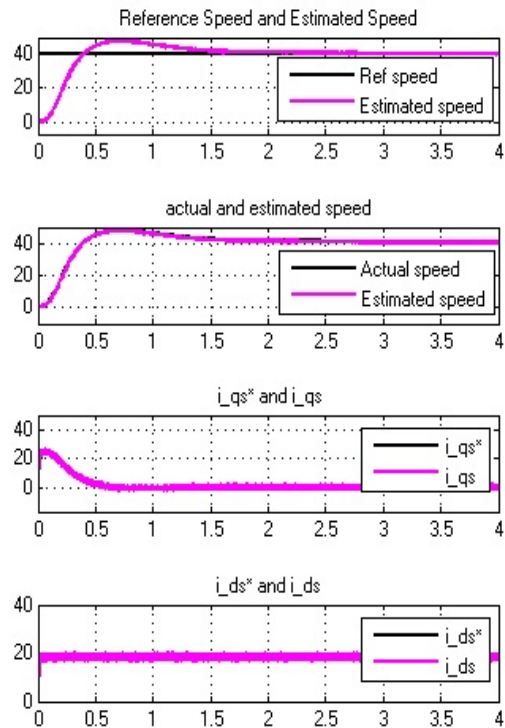 Reference Speed and Estimated Speed
40
20
0
Ref speed
Estimated speed
0 0.5 1 1.5 2 2.5 3 3.5 4
actual and estimated speed
40
20
0
Actual speed
Estimated speed
0 0.5 1 1.5 2 2.5 3 3.5 4
i_qs* and i_qs
40
20
0
i_qs*
i_qs
0 0.5 1 1.5 2 2.5 3 3.5 4
i_ds* and i_ds
40
20
0
i_ds*
i_ds
0 0.5 1 1.5 2 2.5 3 3.5 4